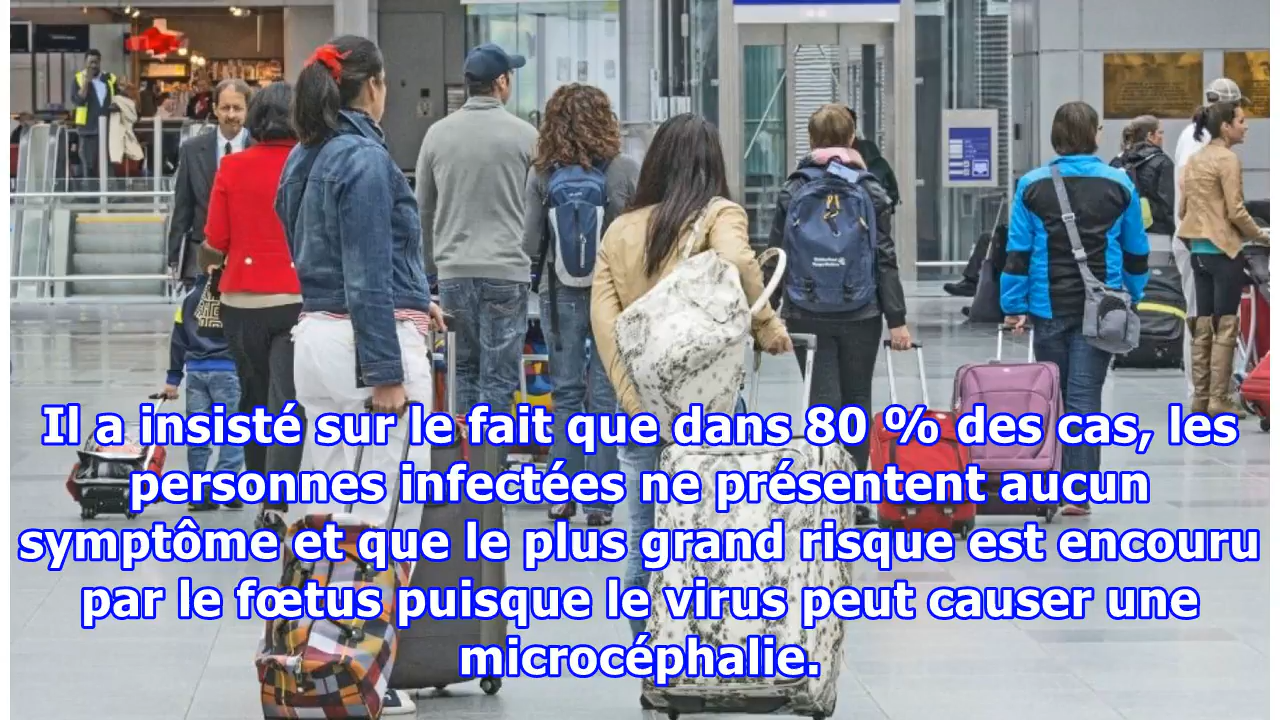 Il a insisté sur le fait que dans 80 % des cas, les
personnes infectées ne présentent aucun
symptôme et que le plus grand risque est encouru
par le fœtus puisque le virus peut causer une
microcéphalie.